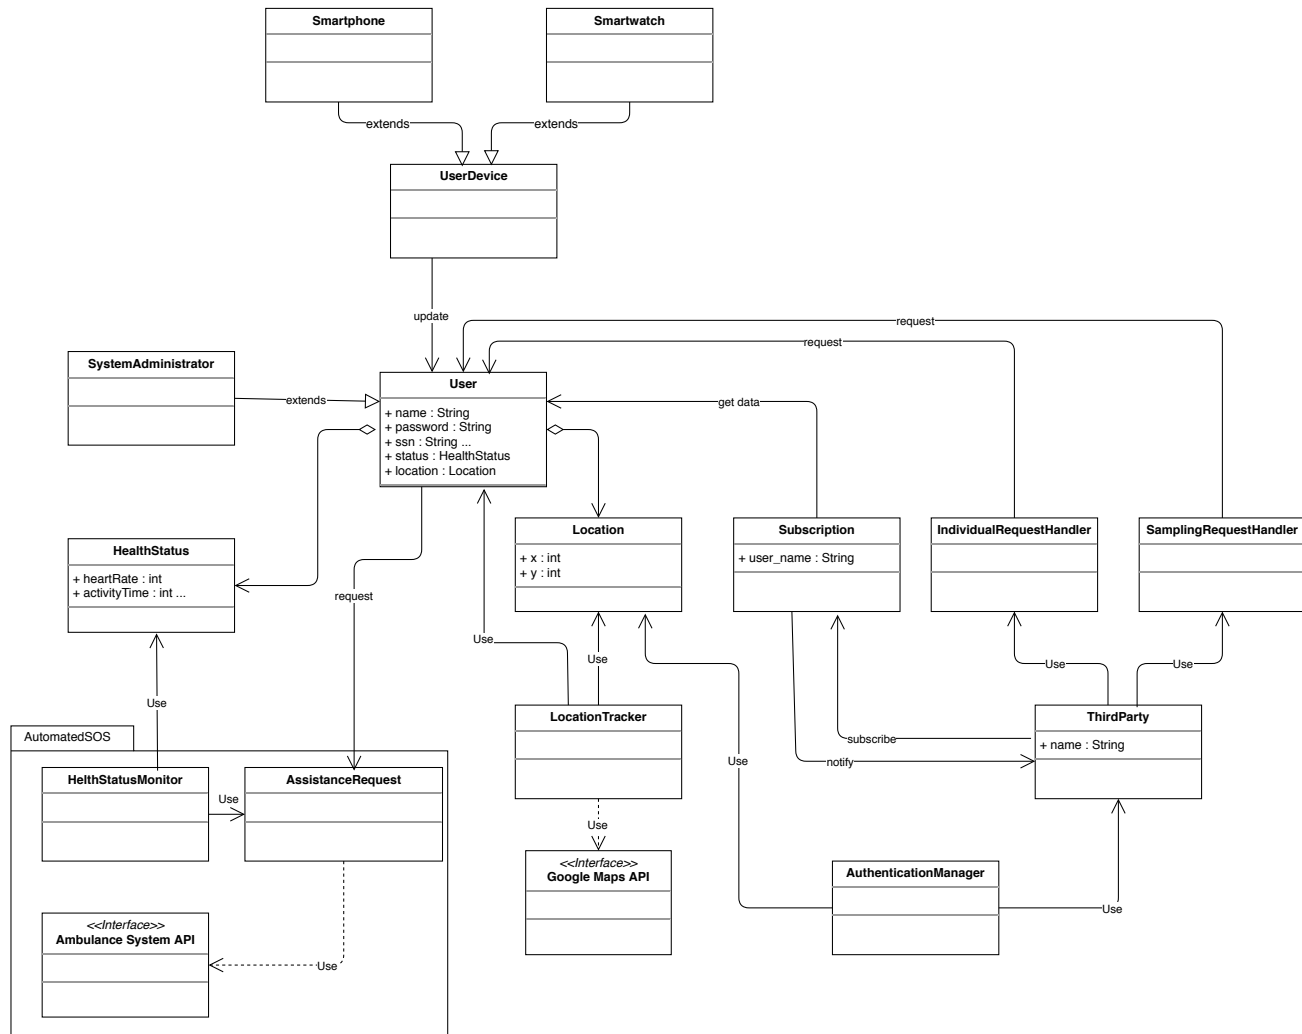 Smartphone
Smartwatch
extends
extends
UserDevice
update
request
request
SystemAdministrator
extends
User
+ name : String
+ password : String
+ ssn : String ...
+ status : HealthStatus
+ location : Location
get data
HealthStatus
+ heartRate : int
+ activityTime : int ...
request
Location
+ x : int
+ y : int
Subscription
+ user_name : String
IndividualRequestHandler
SamplingRequestHandler
Use
Use
Use
Use
Use
LocationTracker
ThirdParty
+ name : String
subscribe
notify
Use
AutomatedSOS
HelthStatusMonitor
Use
AssistanceRequest
Use
<<Interface>>
Google Maps API
AuthenticationManager
Use
<<Interface>>
Ambulance System API
Use